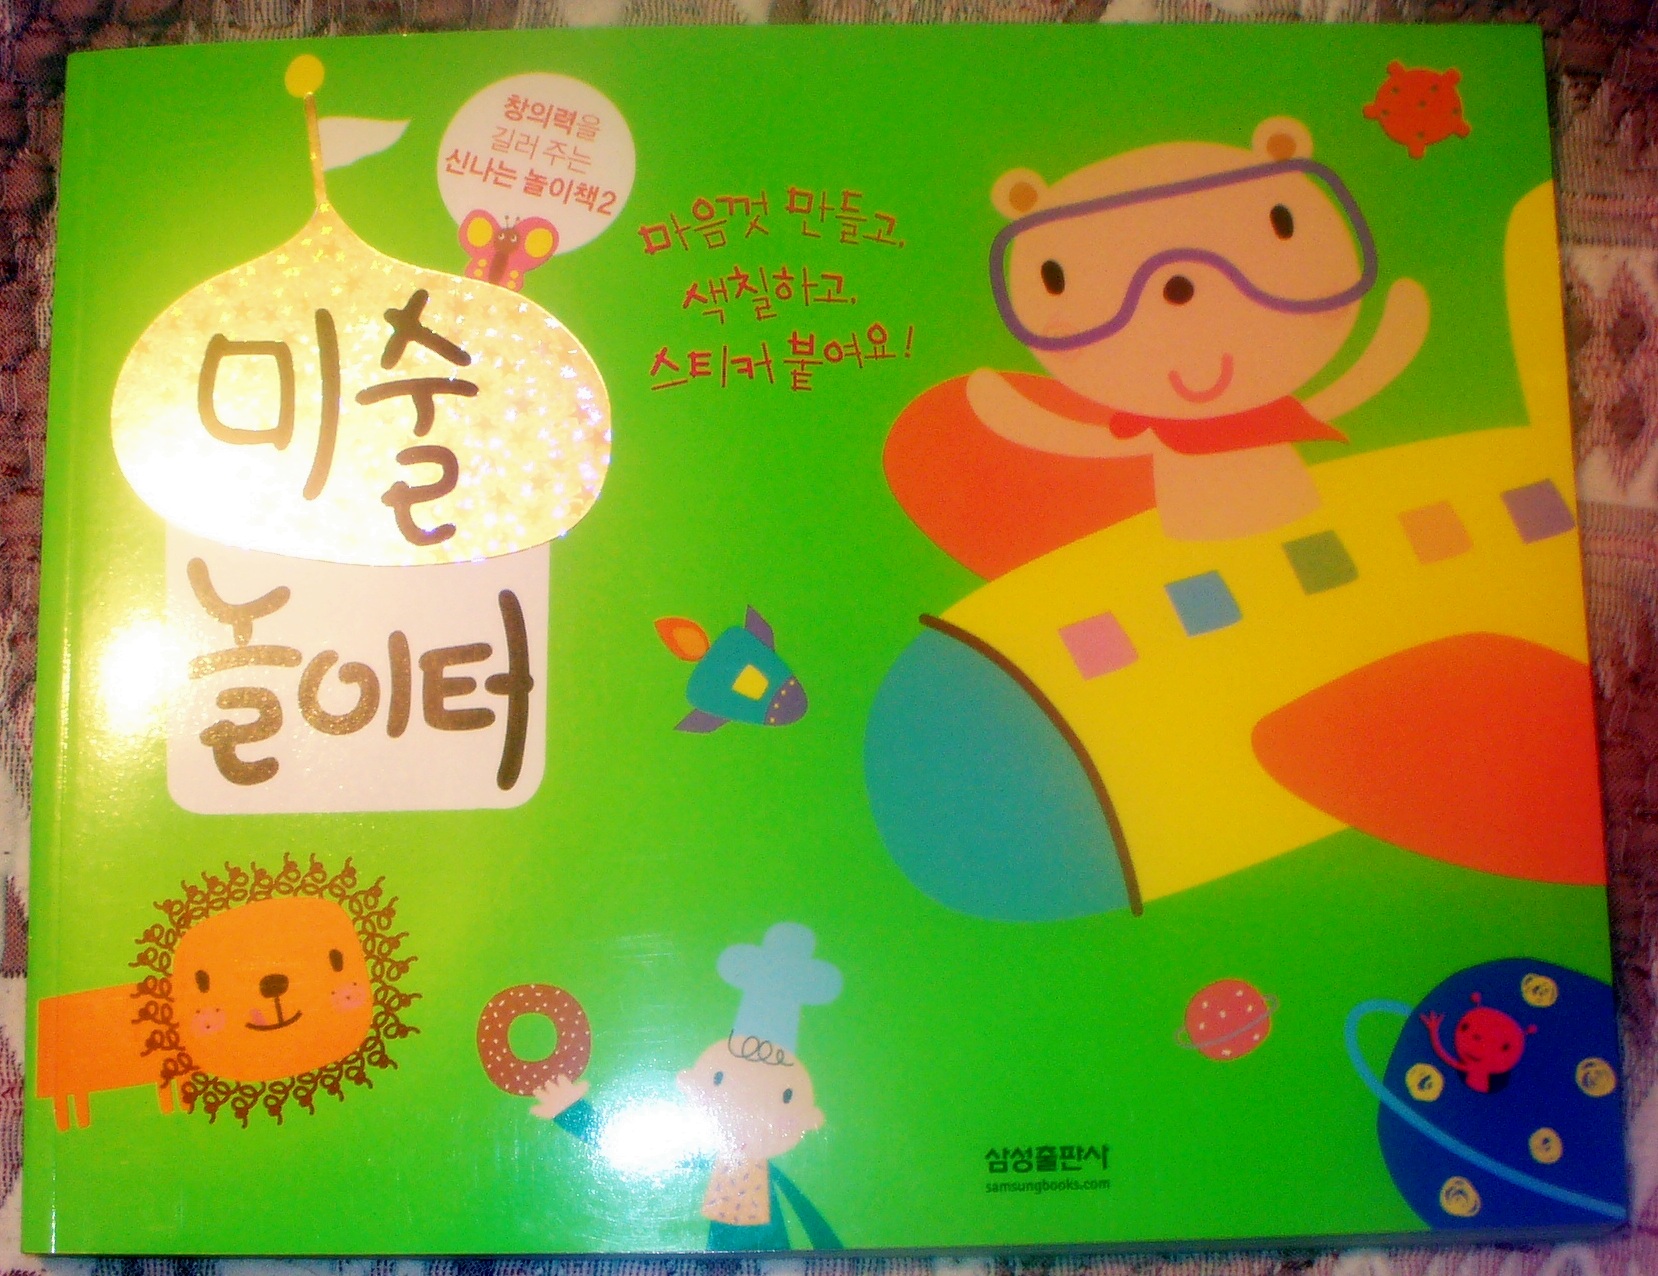 창의력을
길러 주는
신나는 놀이책2
마음껏 만들고,
색칠하고,
스티커 붙여요!
미술
놀이터
삼성출판사
samsungbooks.com